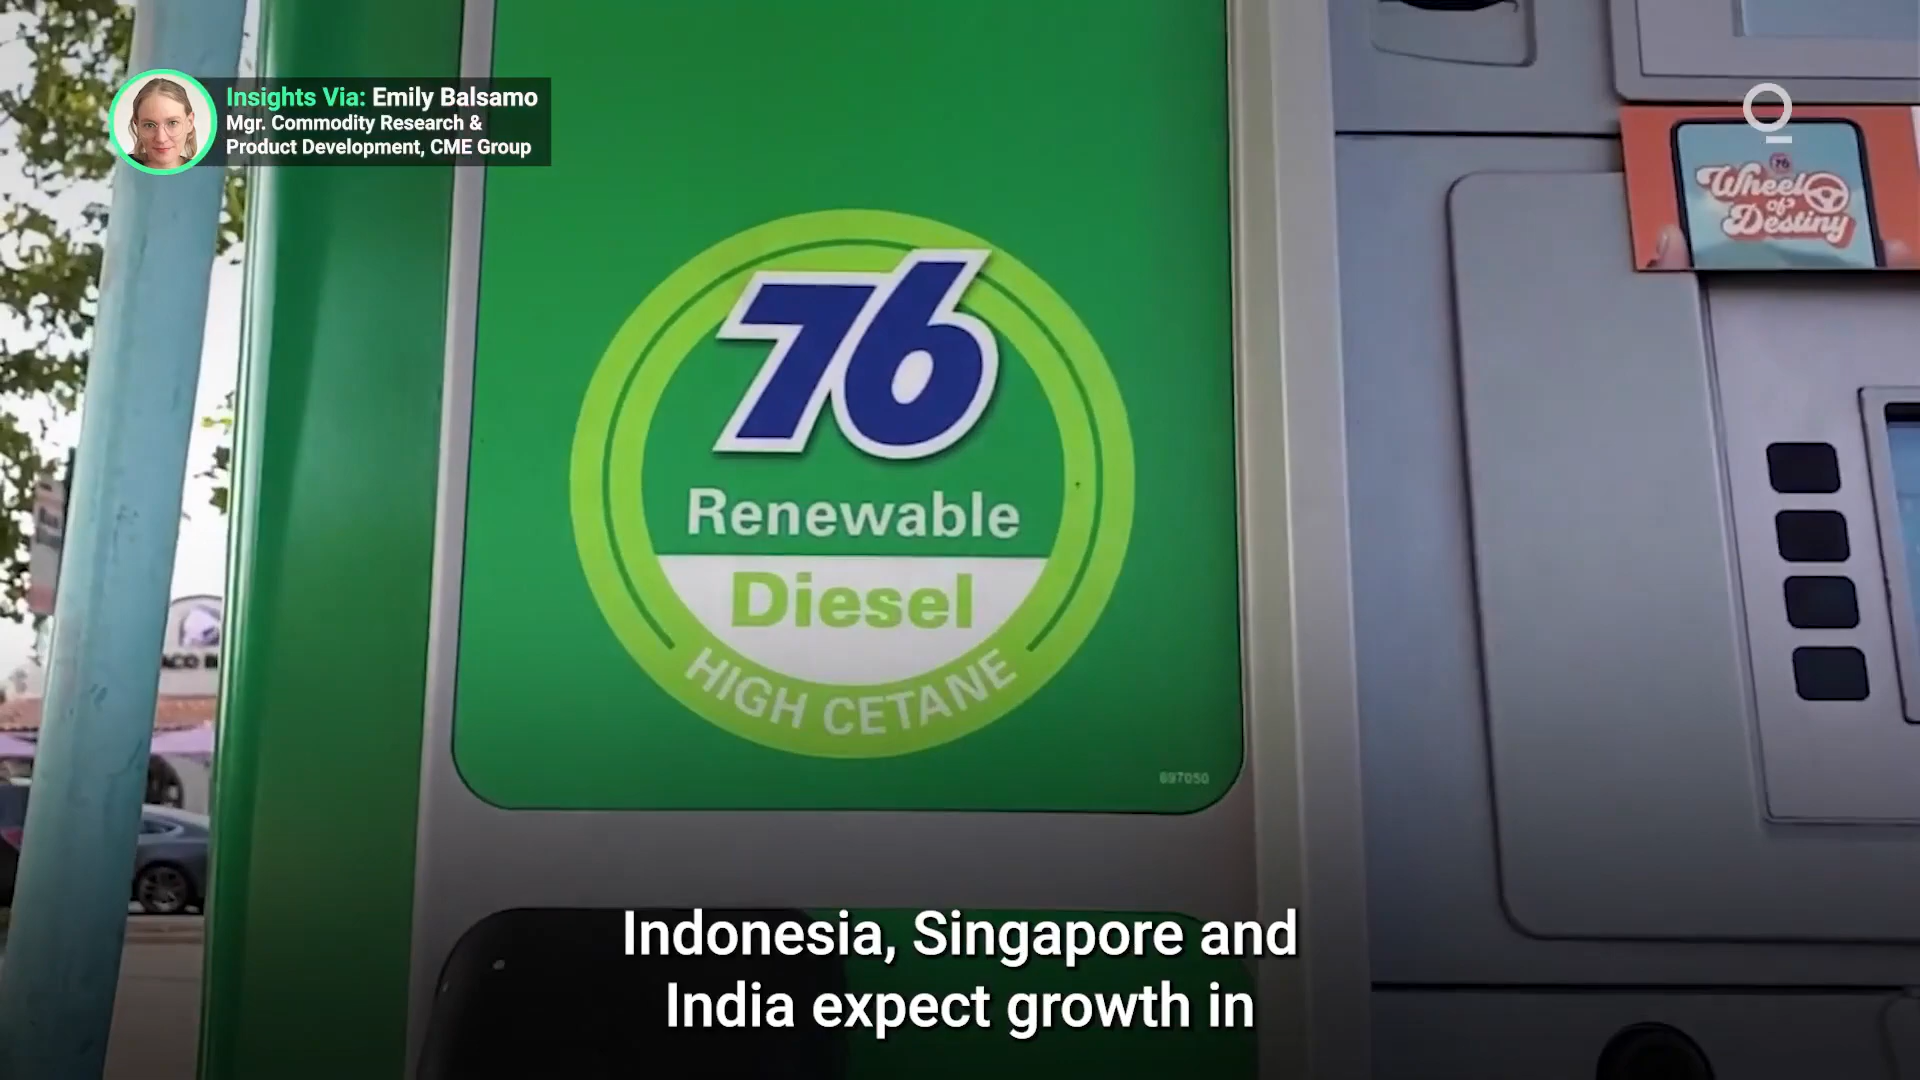 Insights Via: Emily Balsamo
Mgr. Commodity Research &
Product Development, CME Group
76
Wheel
of
Destiny
76
Renewable
Diesel
HIGH CETANE
697050
Indonesia, Singapore and
India expect growth in